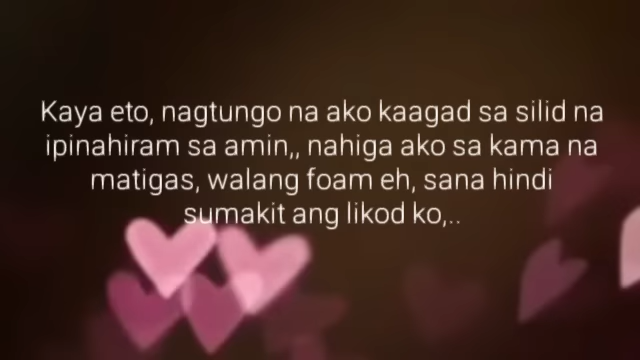 Kaya eto, nagtungo na ako kaagad sa silid na
ipinahiram sa amin,, nahiga ako sa kama na
matigas, walang foam eh, sana hindi
sumakit ang likod ko,..